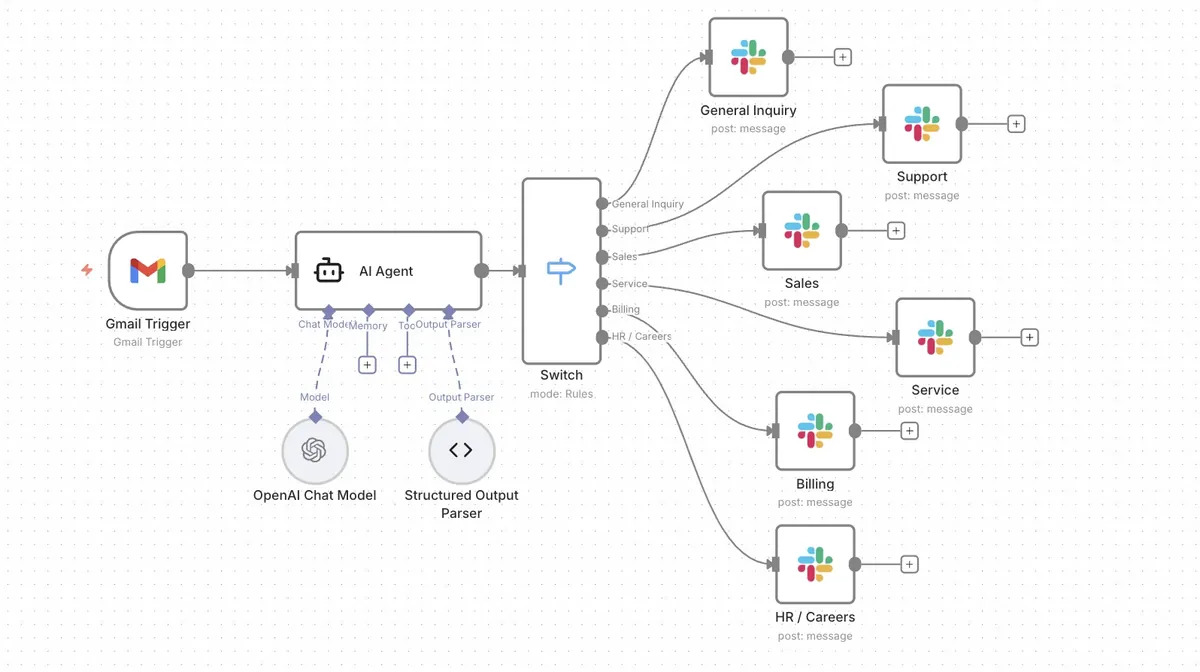 General Inquiry
post: message
Support
post: message
General Inquiry
Support
Sales
Service
Billing
HR / Careers
Sales
post: message
AI Agent
Gmail Trigger
Gmail Trigger
Chat Model
Memory
Output Parser
Switch
mode: Rules
Service
post: message
Model
Output Parser
OpenAI Chat Model
Structured Output
Parser
Billing
post: message
HR / Careers
post: message